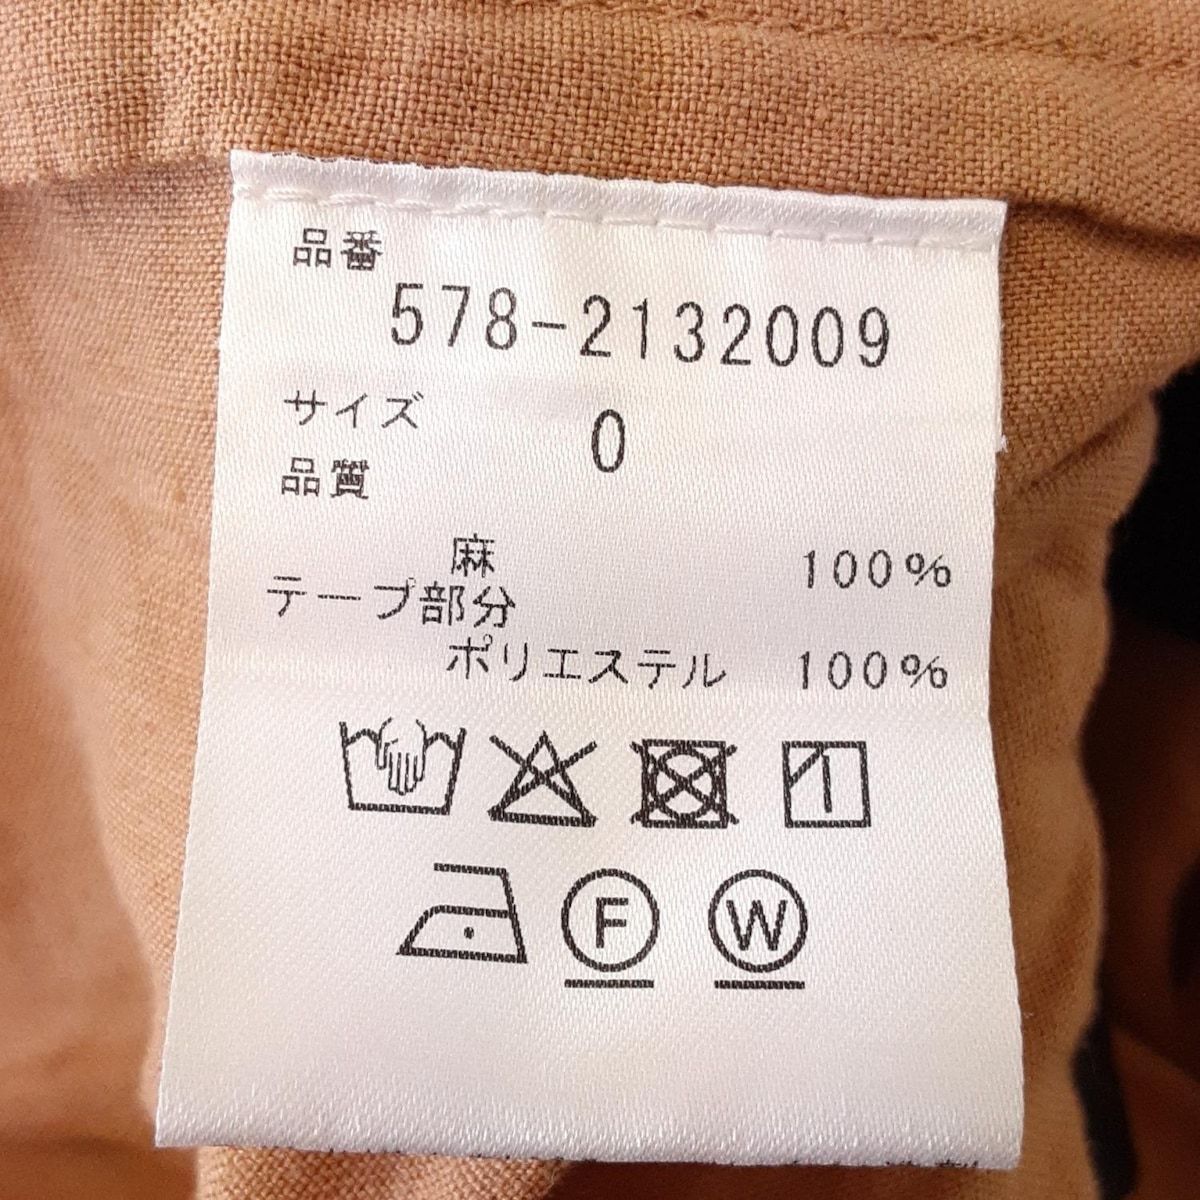 品番
578-2132009
サイズ 0
品質
麻 100%
テープ部分
ポリエステル 100%
F W